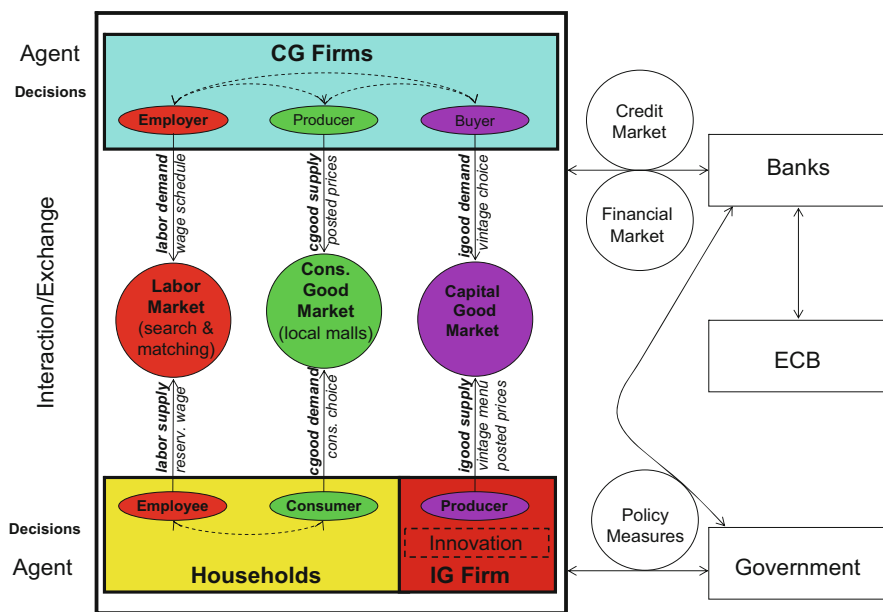 Agent
CG Firms
Decisions
Employer
Producer
Buyer
labor demand
wage schedule
cgood supply
posted prices
igood demand
vintage choice
Interaction/Exchange
Labor
Market
(search &
matching)
Cons.
Good
Market
(local malls)
Capital
Good
Market
labor supply
reserv. wage
cgood demand
cons. choice
igood supply
vintage menü
posted prices
Employee
Consumer
Producer
Decisions
Innovation
Agent
Households
IG Firm
Credit
Market
Banks
Financial
Market
ECB
Policy
Measures
Government